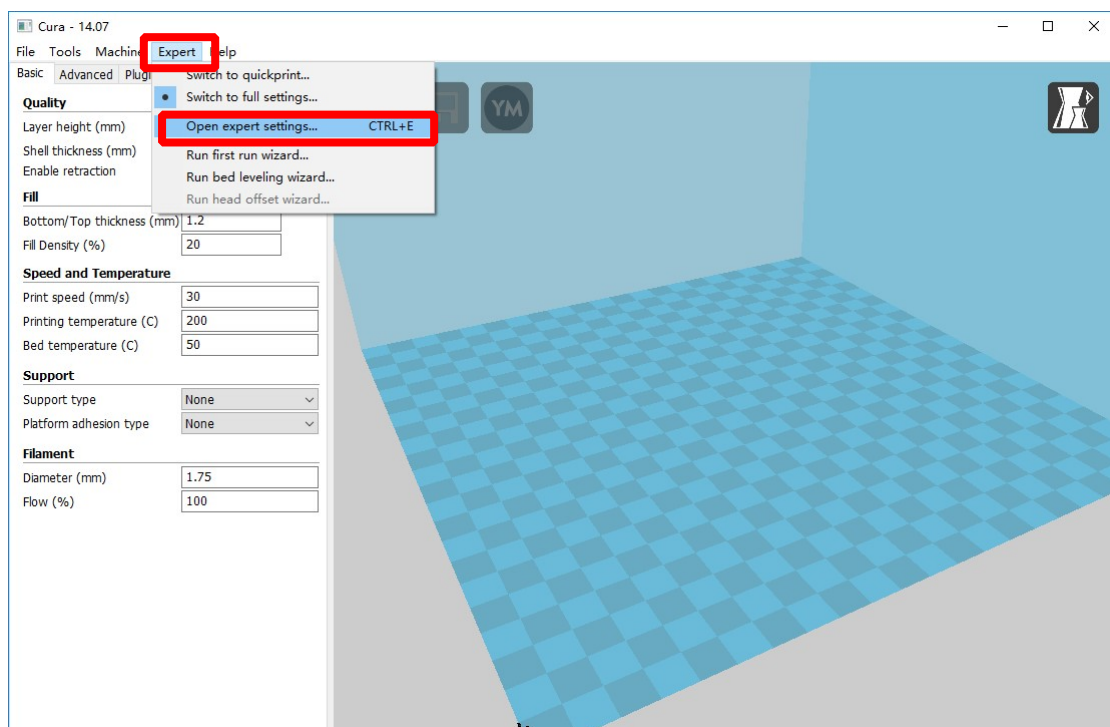 Cura - 14.07
File Tools Machine Expert Help
Basic Advanced Plugi
Switch to quickprint...
Quality
Switch to full settings...
Layer height (mm)
Open expert settings... CTRL+E
Shell thickness (mm)
Run first run wizard...
Enable retraction
Run bed leveling wizard...
Fill
Run head offset wizard...
Bottom/Top thickness (mm) 1.2
Fill Density (%) 20
Speed and Temperature
Print speed (mm/s) 30
Printing temperature (C) 200
Bed temperature (C) 50
Support
Support type None
Platform adhesion type None
Filament
Diameter (mm) 1.75
Flow (%) 100
YM